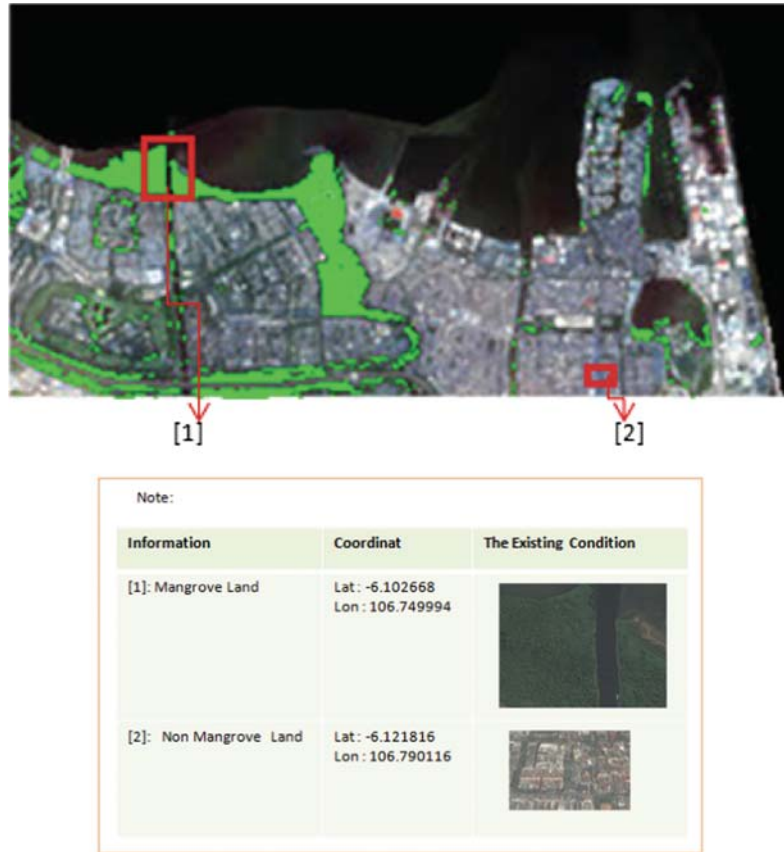 [1]
[2]
Note:
Information
Coordinat
The Existing Condition
[1]: Mangrove Land
Lat: -6.102668
Lon : 106.749994
[2]: Non Mangrove Land
Lat: -6.121816
Lon : 106.790116